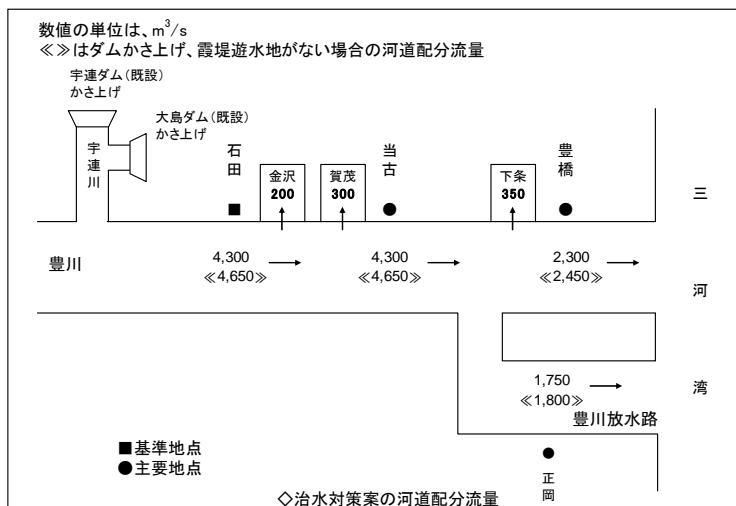 数値の単位は、m³/s
≪≫はダムかさ上げ、霞堤遊水地がない場合の河道配分流量
宇連ダム(既設)
かさ上げ
大島ダム(既設)
かさ上げ
宇連川
石田
金沢
200
賀茂
300
当古
下条
350
豊橋
三河湾
豊川
4,300
≪4,650≫
4,300
≪4,650≫
2,300
≪2,450≫
1,750
≪1,800≫
豊川放水路
■基準地点
●主要地点
正岡
◇治水対策案の河道配分流量